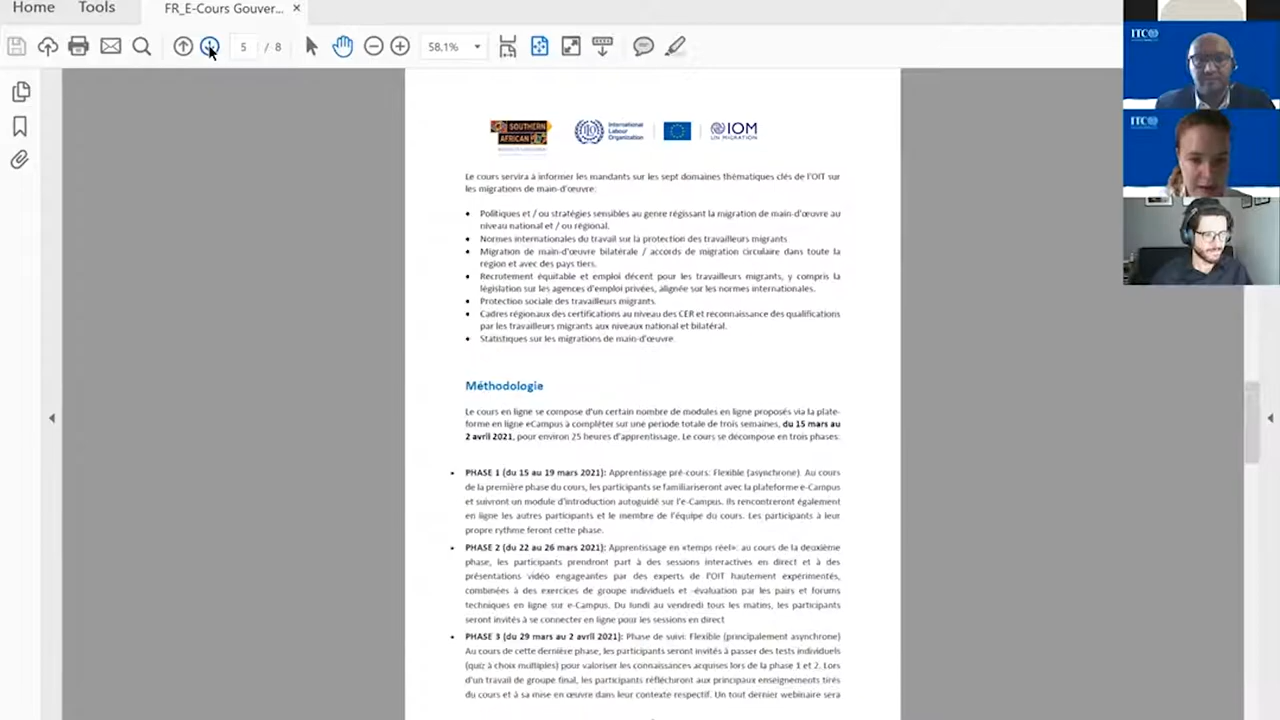 Home
Tools
FR_E-Cours Gouver...
5
/ 8
58.1%
ITC
ITC
SOUTHERN
AFRICAN
International
Labour
Organization
IOM
UN MIGRATION
Le cours servira à informer les mandants sur les sept domaines thématiques clés de l'OIT sur
les migrations de main-d'œuvre:
• Politiques et / ou stratégies sensibles au genre régissant la migration de main-d'œuvre au
niveau national et / ou régional.
• Normes internationales du travail sur la protection des travailleurs migrants
• Migration de main-d'œuvre bilatérale / accords de migration circulaire dans toute la
région et avec des pays tiers.
• Recrutement équitable et emploi décent pour les travailleurs migrants, y compris la
législation sur les agences d'emploi privées, alignée sur les normes internationales.
• Protection sociale des travailleurs migrants.
• Cadres régionaux des certifications au niveau des CER et reconnaissance des qualifications
par les travailleurs migrants aux niveaux national et bilatéral.
• Statistiques sur les migrations de main-d'œuvre.
Méthodologie
Le cours en ligne se compose d'un certain nombre de modules en ligne proposés via la plate-
forme en ligne eCampus à compléter sur une periode totale de trois semaines, du 15 mars au
2 avril 2021, pour environ 25 heures d'apprentissage. Le cours se décompose en trois phases.
• PHASE 1 (du 15 au 19 mars 2021): Apprentissage pré-cours: Flexible (asynchrone). Au cours
de la première phase du cours, les participants se familiariseront avec la plateforme e-Campus
et suivront un module d'introduction autoguidé sur l'e-Campus. Ils rencontreront également
en ligne les autres participants et le membre de l'équipe du cours. Les participants à leur
propre rythme feront cette phase.
• PHASE 2 (du 22 au 26 mars 2021): Apprentissage en «temps réel»: au cours de la deuxième
phase, les participants prendront part à des sessions interactives en direct et à des
présentations vidéo engageantes par des experts de l'OIT hautement expérimentés,
combinées à des exercices de groupe individuels et -évaluation par les pairs et forums
techniques en ligne sur e-Campus. Du lundi au vendredi tous les matins, les participants
seront invités à se connecter en ligne pour les sessions en direct
• PHASE 3 (du 29 mars au 2 avril 2021): Phase de suivi: Flexible (principalement asynchrone)
Au cours de cette dernière phase, les participants seront invités à passer des tests individuels
(quiz à choix multiples) pour valoriser les connaissances acquises lors de la phase 1 et 2. Lors
d'un travail de groupe final, les participants réfléchiront aux principaux enseignements tirés
du cours et à sa mise en œuvre dans leur contexte respectif. Un tout dernier webinaire sera